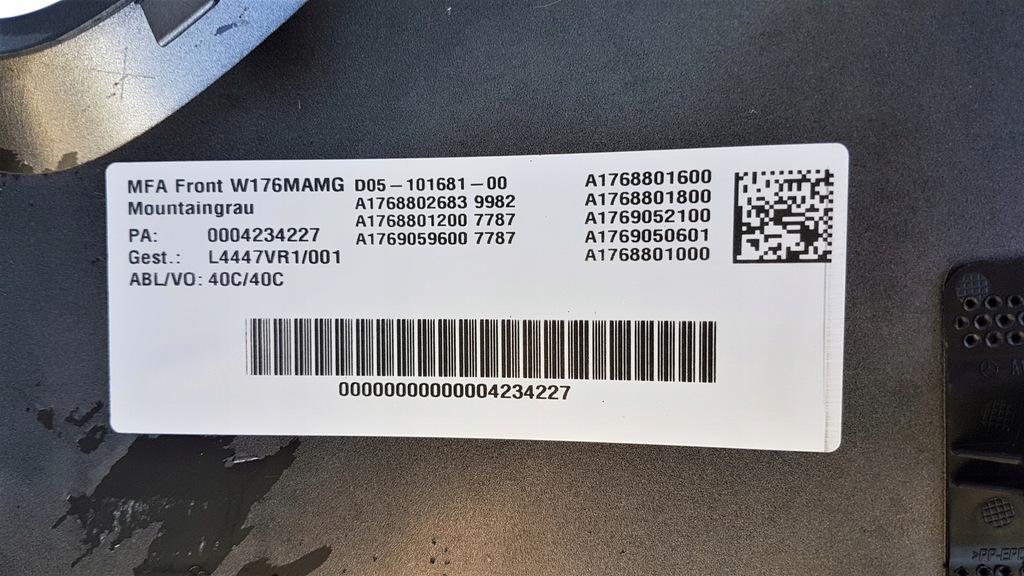 MFA Front W176MAMG D05-101681-00
Mountaingrau
A1768802683 9982
A1768801200 7787
A1769059600 7787
PA: 0004234227
Gest.: L4447VR1/001
ABL/VO: 40C/40C
A1768801600
A1768801800
A1769052100
A1769050601
A1768801000
00000000000004234227